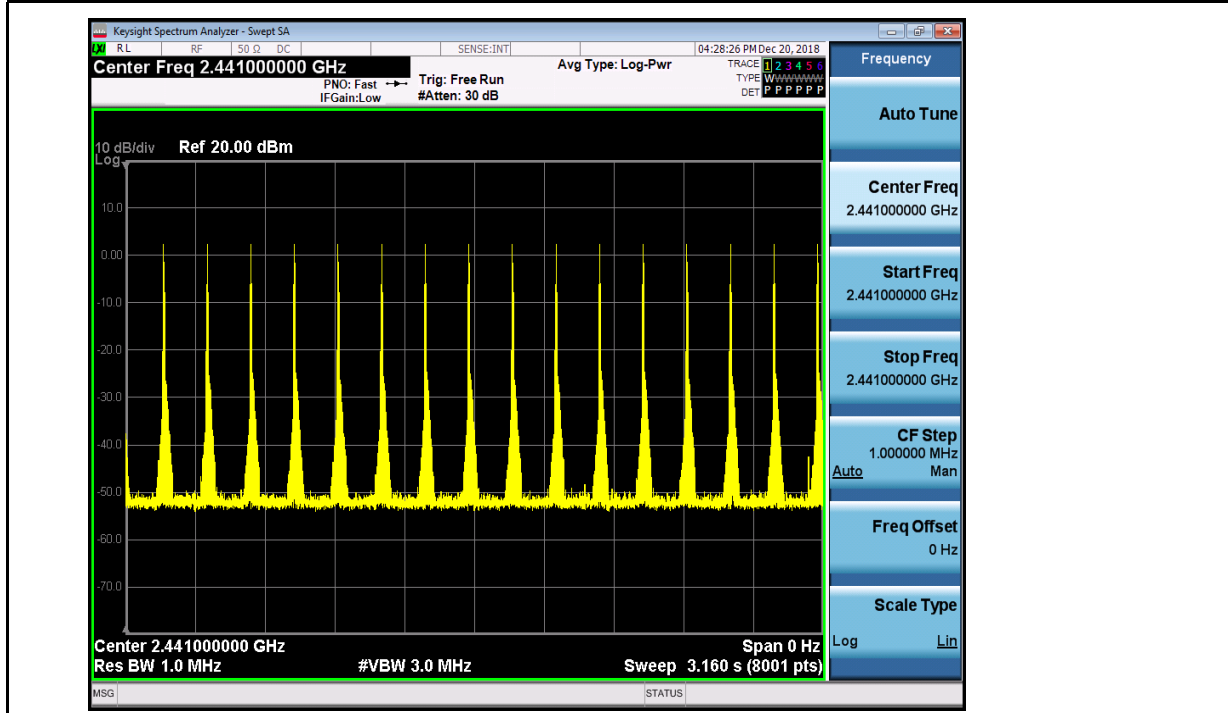 Keysight Spectrum Analyzer - Swept SA
LXI RL RF 50 Ω DC SENSE:INT 04:28:26 PM Dec 20, 2018
Center Freq 2.441000000 GHz
PNO: Fast
IFGain:Low
Trig: Free Run
#Atten: 30 dB
Avg Type: Log-Pwr
TRACE 1 2 3 4 5 6
TYPE WWWWWW
DET P P P P P P
10 dB/div Ref 20.00 dBm
Log
10.0
0.00
-10.0
-20.0
-30.0
-40.0
-50.0
-60.0
-70.0
Center 2.441000000 GHz Span 0 Hz
Res BW 1.0 MHz #VBW 3.0 MHz Sweep 3.160 s (8001 pts)
MSG STATUS
Frequency
Auto Tune
Center Freq
2.441000000 GHz
Start Freq
2.441000000 GHz
Stop Freq
2.441000000 GHz
CF Step
1.000000 MHz
Auto Man
Freq Offset
0 Hz
Scale Type
Log Lin